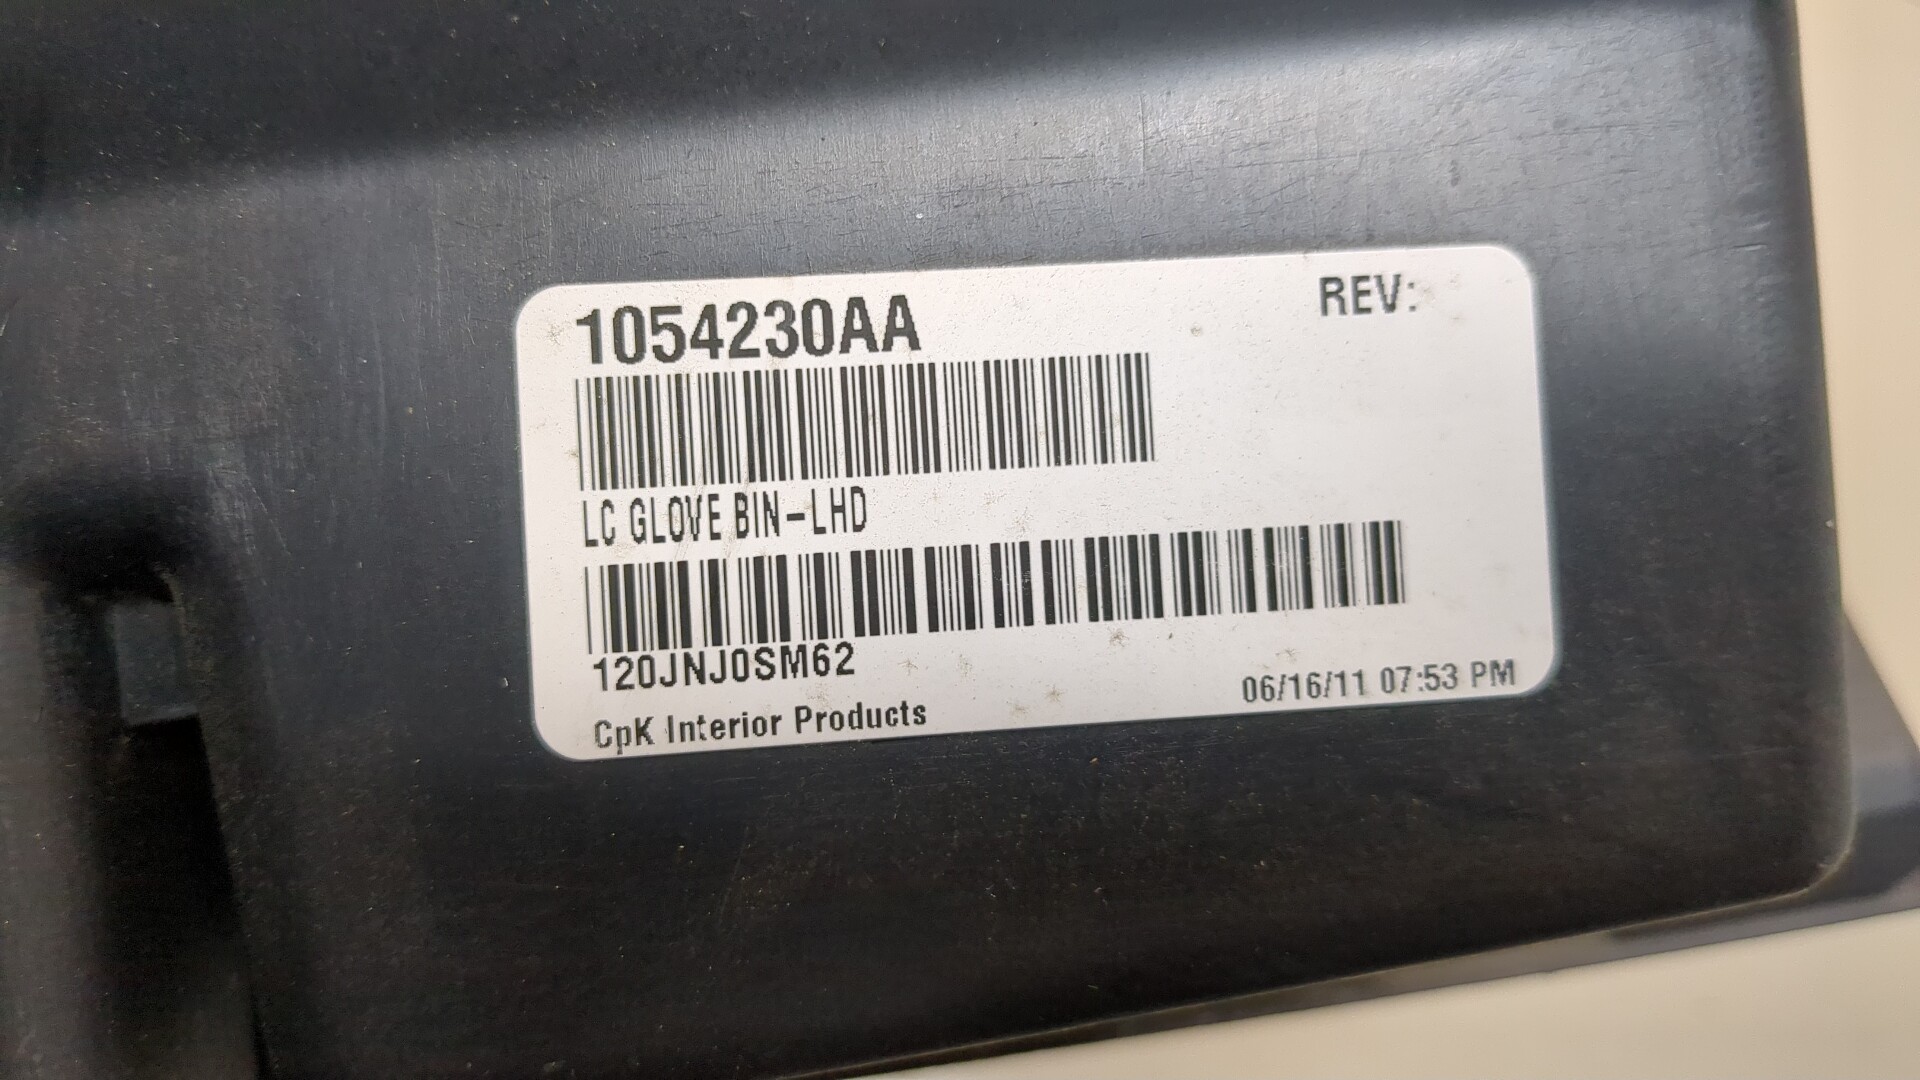 1054230AA
REV:
LC GLOVE BIN-LHD
120JNJ0SM62
CpK Interior Products
06/16/11 07:53 PM